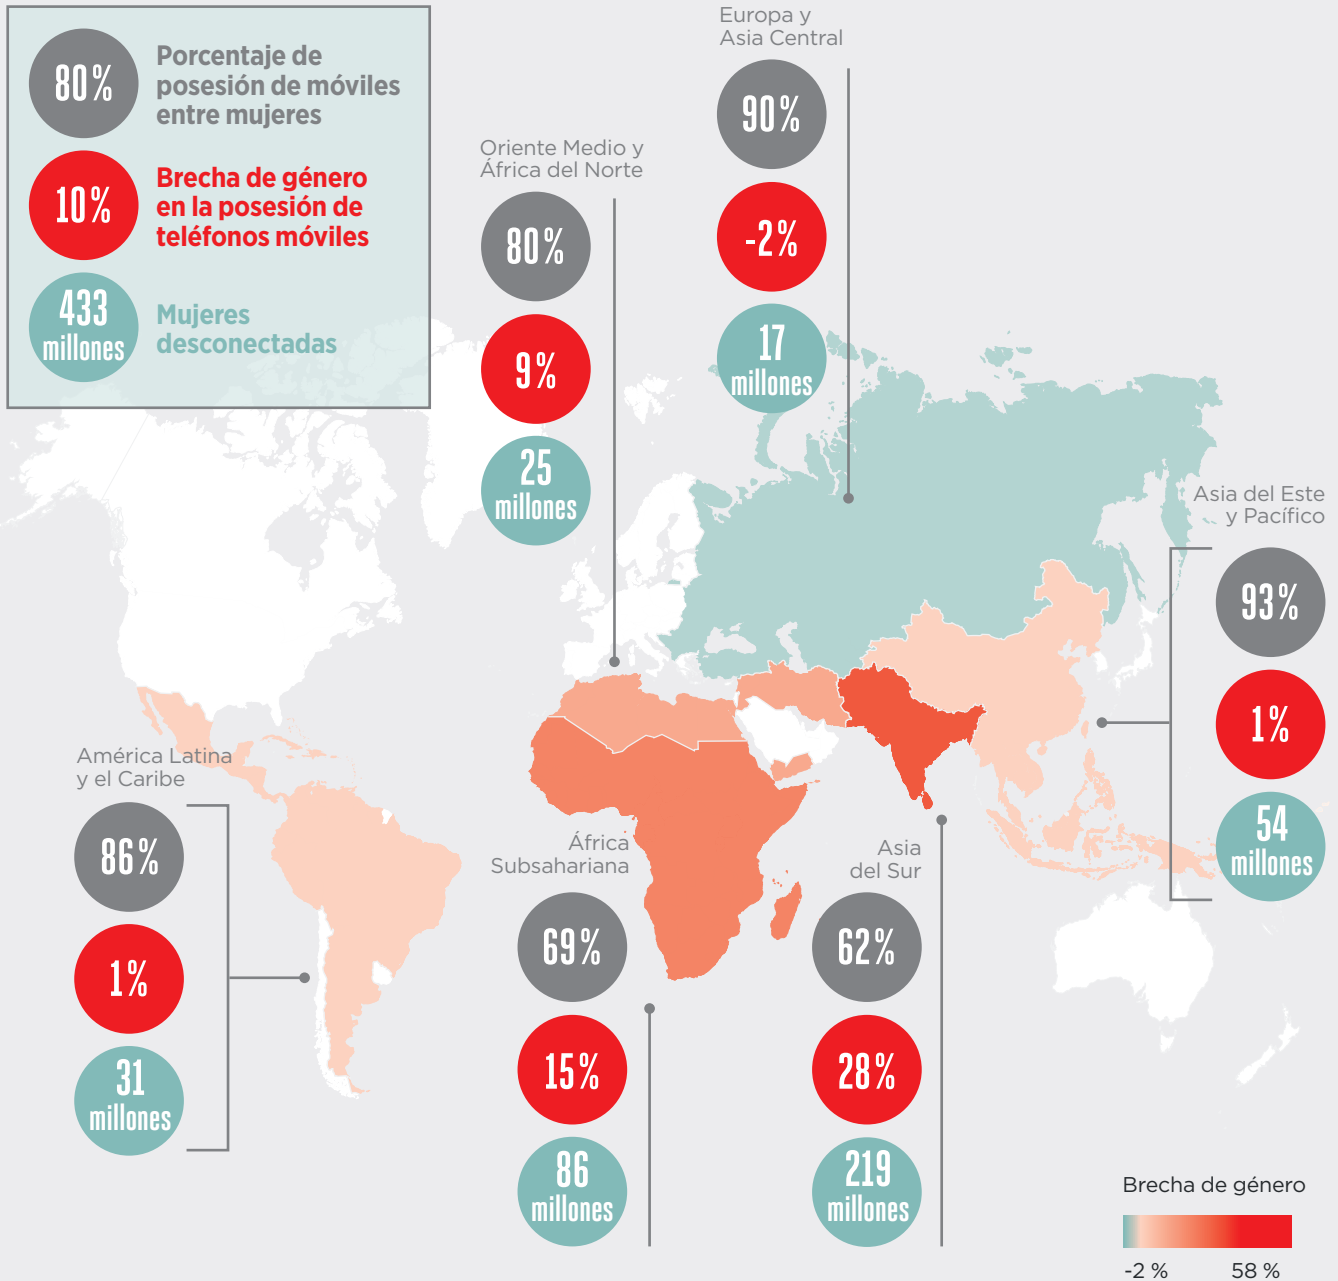 80%
Porcentaje de
posesión de móviles
entre mujeres
10%
Brecha de género
en la posesión de
teléfonos móviles
433
millones
Mujeres
desconectadas
Oriente Medio y
África del Norte
80%
9%
25
millones
Europa y
Asia Central
90%
-2%
17
millones
Asia del Este
y Pacífico
93%
1%
54
millones
América Latina
y el Caribe
86%
1%
31
millones
África
Subsahariana
69%
15%
86
millones
Asia
del Sur
62%
28%
219
millones
Brecha de género
-2 %
58 %